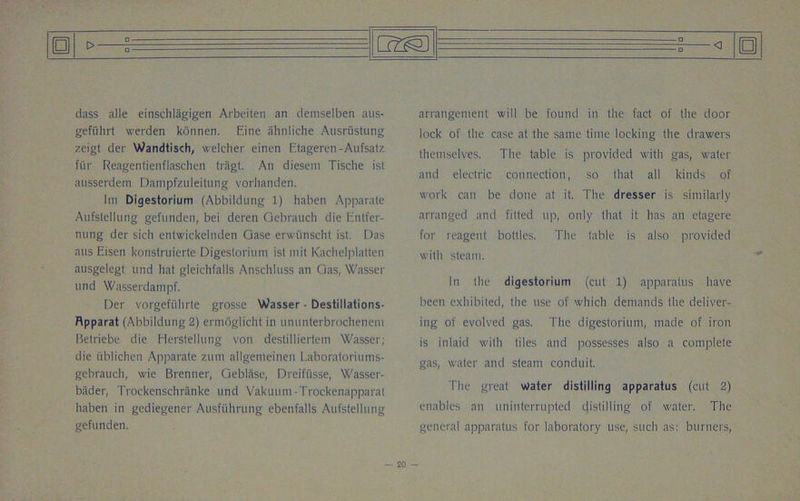 dass alle einschlägigen Arbeiten an demselben aus-
geführt werden können. Eine ähnliche Ausrüstung
zeigt der Wandtisch, welcher einen Etageren-Aufsatz
für Reagentienflaschen trägt. An diesem Tische ist
ausserdem Dampfzuleitung vorhanden.
Im Digestorium (Abbildung 1) haben Apparate
Aufstellung gefunden, bei deren Gebrauch die Entfer-
nung der sich entwickelnden Gase erwünscht ist. Das
aus Eisen konstruierte Digestorium ist mit Kachelplatten
ausgelegt und hat gleichfalls Anschluss an Gas, Wasser
und Wasserdampf.
Der vorgeführte grosse Wasser-Destillations-
Apparat (Abbildung 2) ermöglicht in ununterbrochenem
Betriebe die Herstellung von destilliertem Wasser;
die üblichen Apparate zum allgemeinen Laboratoriums-
gebrauch, wie Brenner, Gebläse, Dreifüsse, Wasser-
bäder, Trockenschränke und Vakuum-Trockenapparat
haben in gediegener Ausführung ebenfalls Aufstellung
gefunden.
arrangement will be found in the fact of the door
lock of the case at the same time locking the drawers
themselves. The table is provided with gas, water
and electric connection, so that all kinds of
work can be done at it. The dresser is similarly
arranged and fitted up, only that it has an etagere
for reagent bottles. The table is also provided
with steam.
In the digestorium (cut 1) apparatus have
been exhibited, the use of which demands the deliver-
ing of evolved gas. The digestorium, made of iron
is inlaid with tiles and possesses also a complete
gas, water and steam conduit.
The great water distilling apparatus (cut 2)
enables an uninterrupted distilling of water. The
general apparatus for laboratory use, such as: burners,
— 20 —